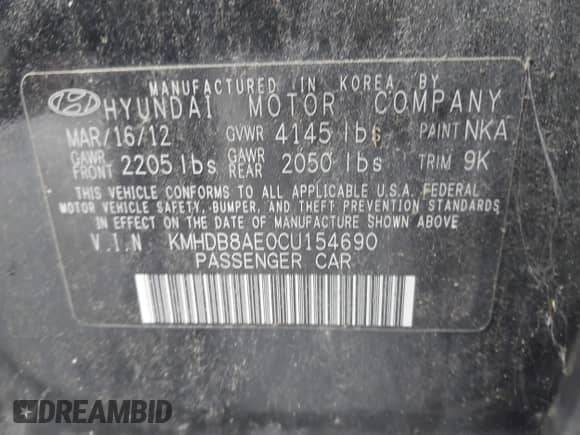 MANUFACTURED IN KOREA BY
HYUNDAI MOTOR COMPANY
MAR/16/12 GVWR 4145 lbs PAINT NKA
GAWR FRONT 2205 lbs GAWR REAR 2050 lbs TRIM 9K
THIS VEHICLE CONFORMS TO ALL APPLICABLE U.S.A. FEDERAL
MOTOR VEHICLE SAFETY, BUMPER, AND THEFT PREVENTION STANDARDS
IN EFFECT ON THE DATE OF MANUFACTURE SHOWN ABOVE
V.I.N KMHDB8AE0CU154690
PASSENGER CAR
DREAMBID